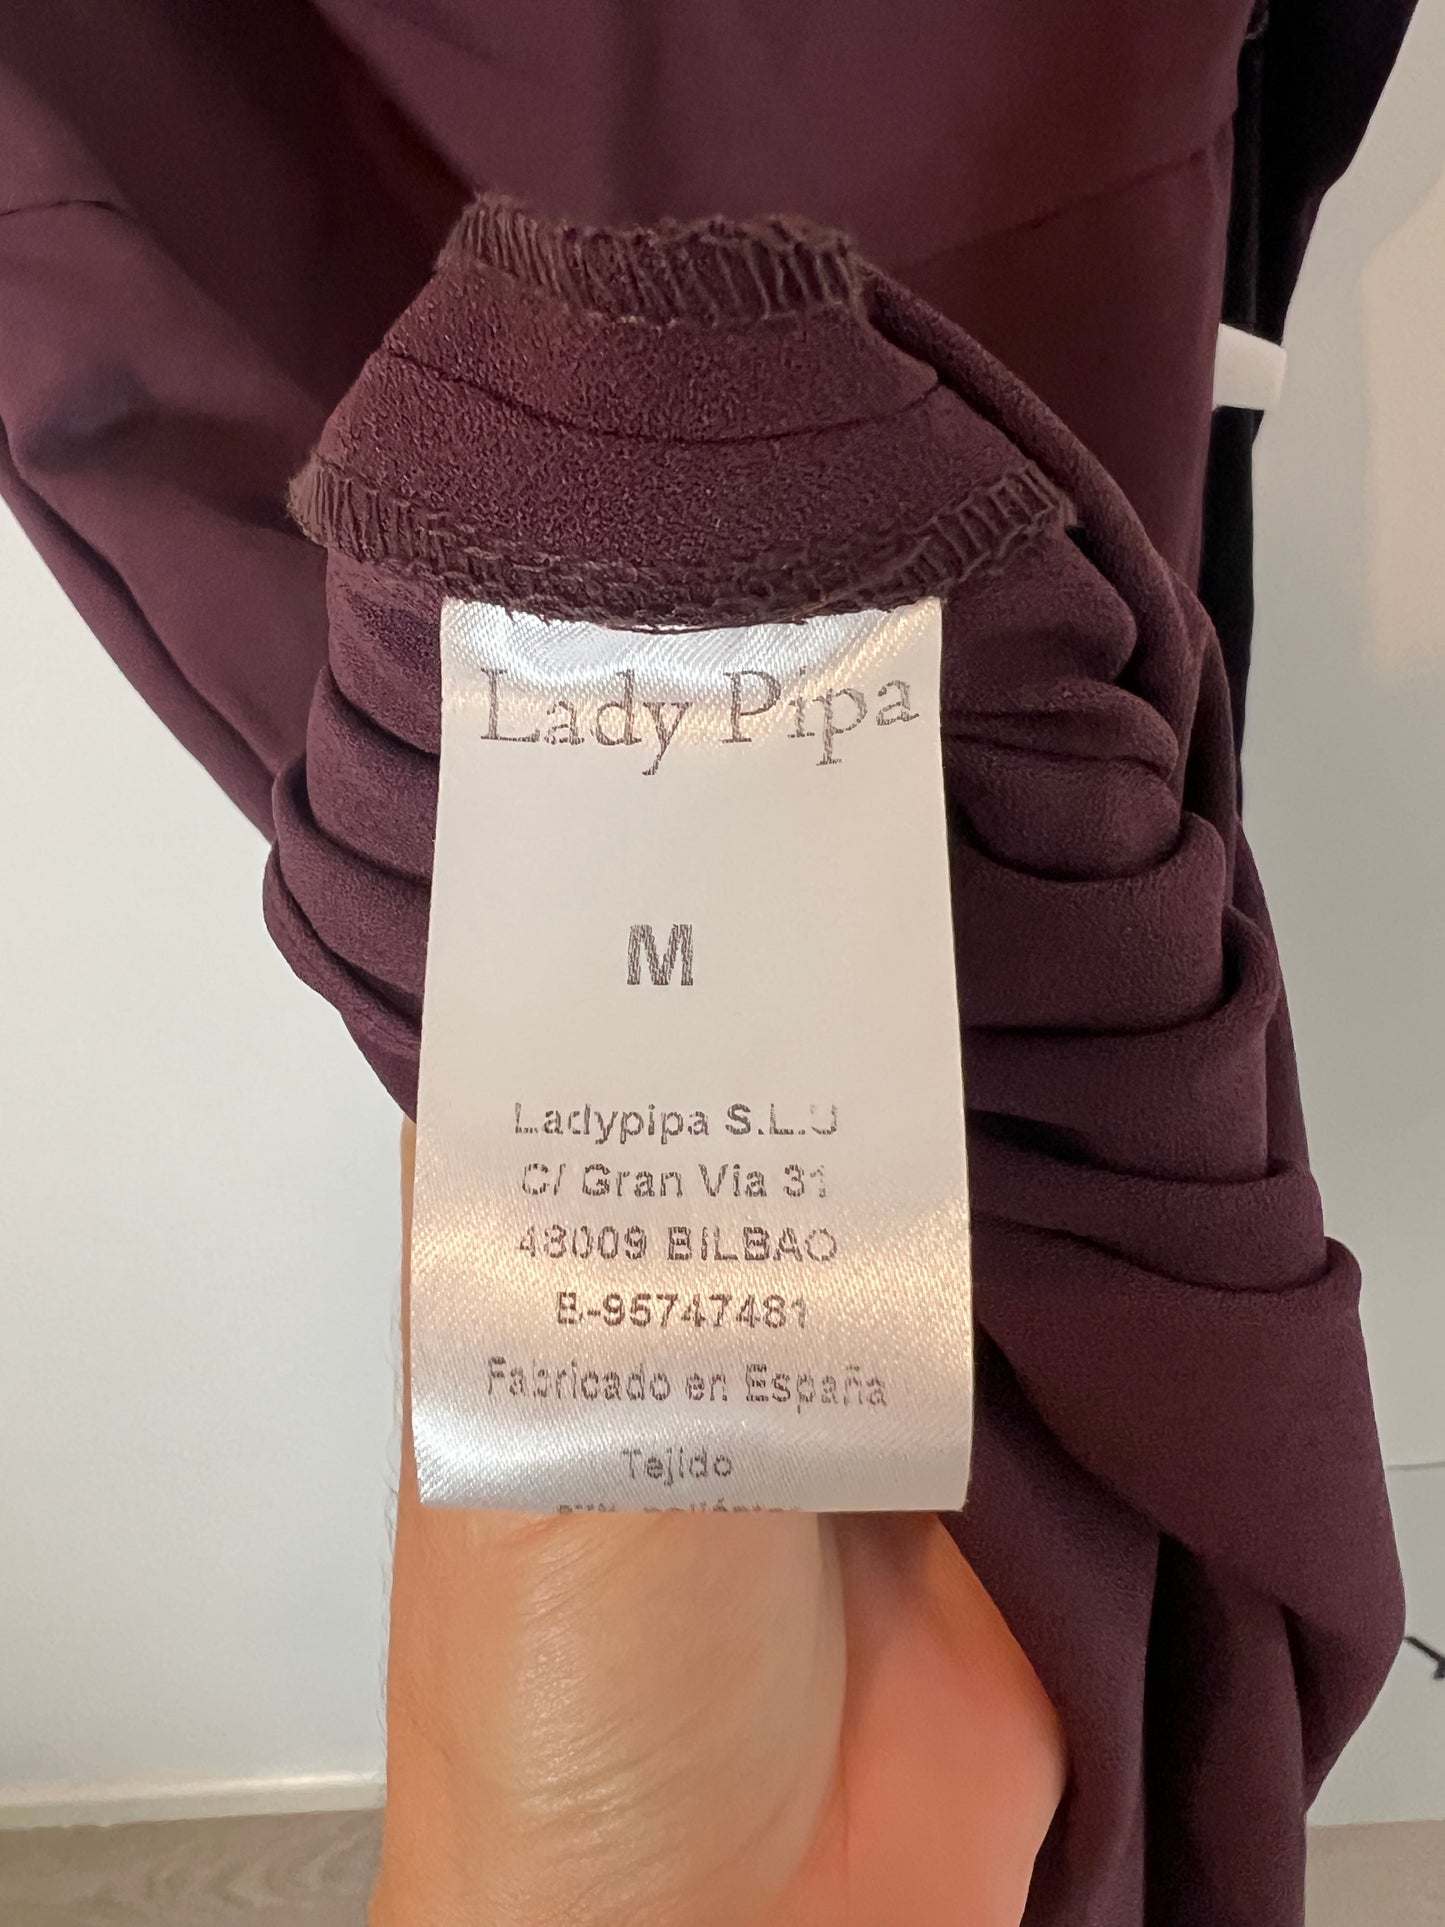 Lady Pipa
M
Ladypipa S.L.U
C/ Gran Via 31
48009 BILBAO
B-95747481
Fabricado en España
Tejido